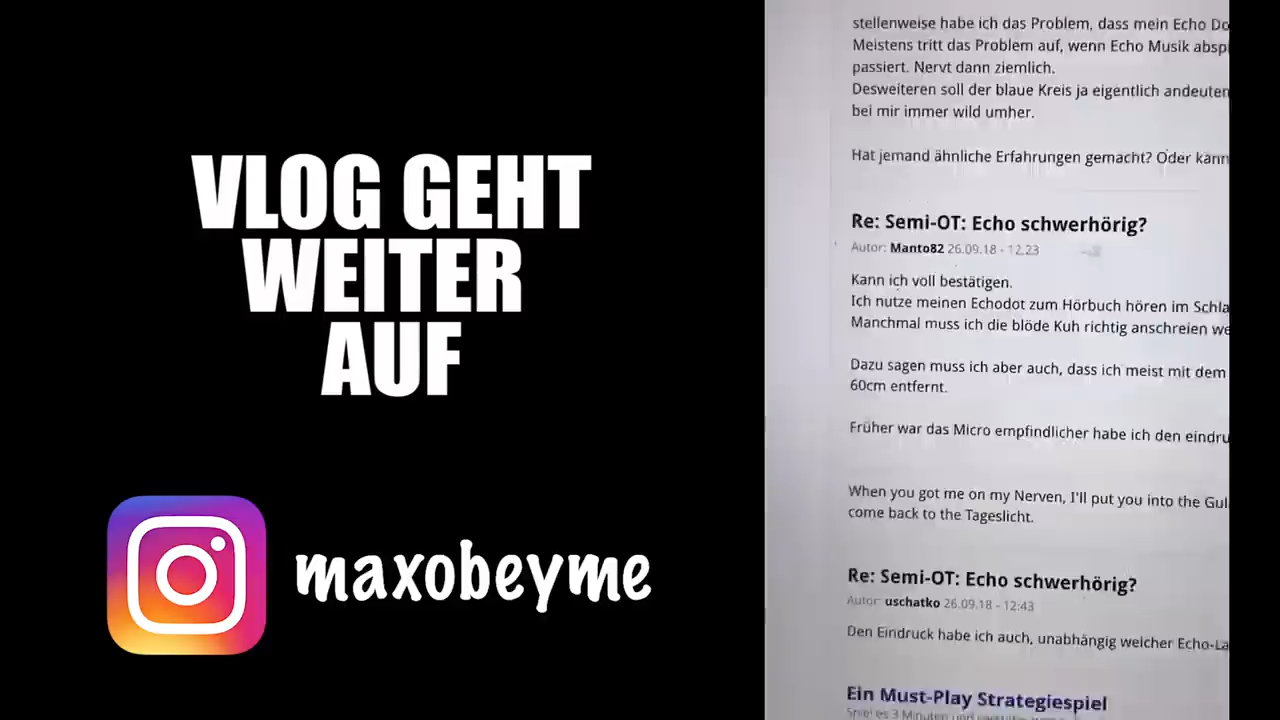 VLOG GEHT
WEITER
AUF
maxobeyme
stellenweise habe ich das Problem, dass mein Echo
Meistens tritt das Problem auf, wenn Echo Musik
passiert. Nervt dann ziemlich.
Desweiteren soll der blaue Kreis ja eigentlich andeuten
bei mir immer wild umher.
Hat jemand ähnliche Erfahrungen gemacht? Oder kann
Re: Semi-OT: Echo schwerhörig?
Autor: Manto82 26.09.18 - 12.23
Kann ich voll bestätigen.
Ich nutze meinen Echodot zum Hörbuch hören im
Manchmal muss ich die blöde Kuh richtig anschreien
Dazu sagen muss ich aber auch, dass ich meist mit dem
60cm entfernt.
Früher war das Micro empfindlicher habe ich den
When you got me on my Nerven, I'll put you into the
come back to the Tageslicht.
Re: Semi-OT: Echo schwerhörig?
Autor: uschatko 26.09.18 - 12:43
Den Eindruck habe ich auch, unabhängig welcher
Ein Must-Play Strategiespiel
Spiel es 3 Minuten und